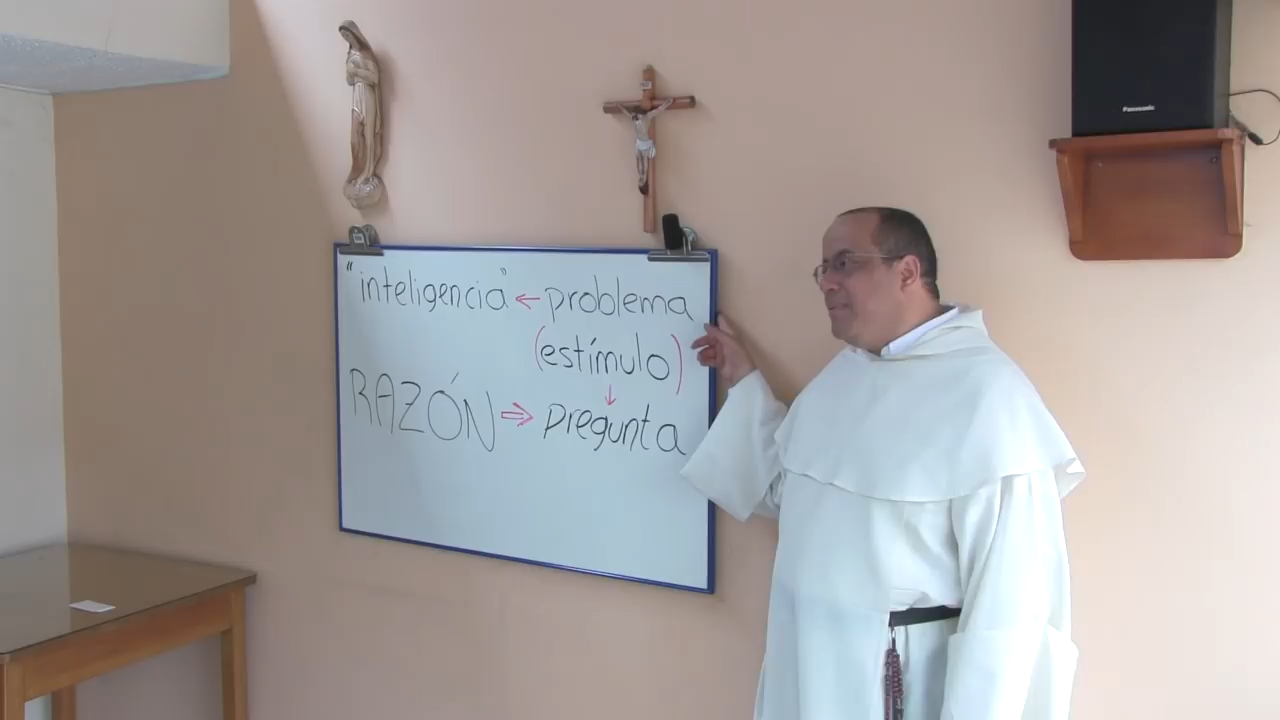 "inteligencia" ← problema
(estímulo)
↓
RAZÓN ⇒ pregunta
Panasonic